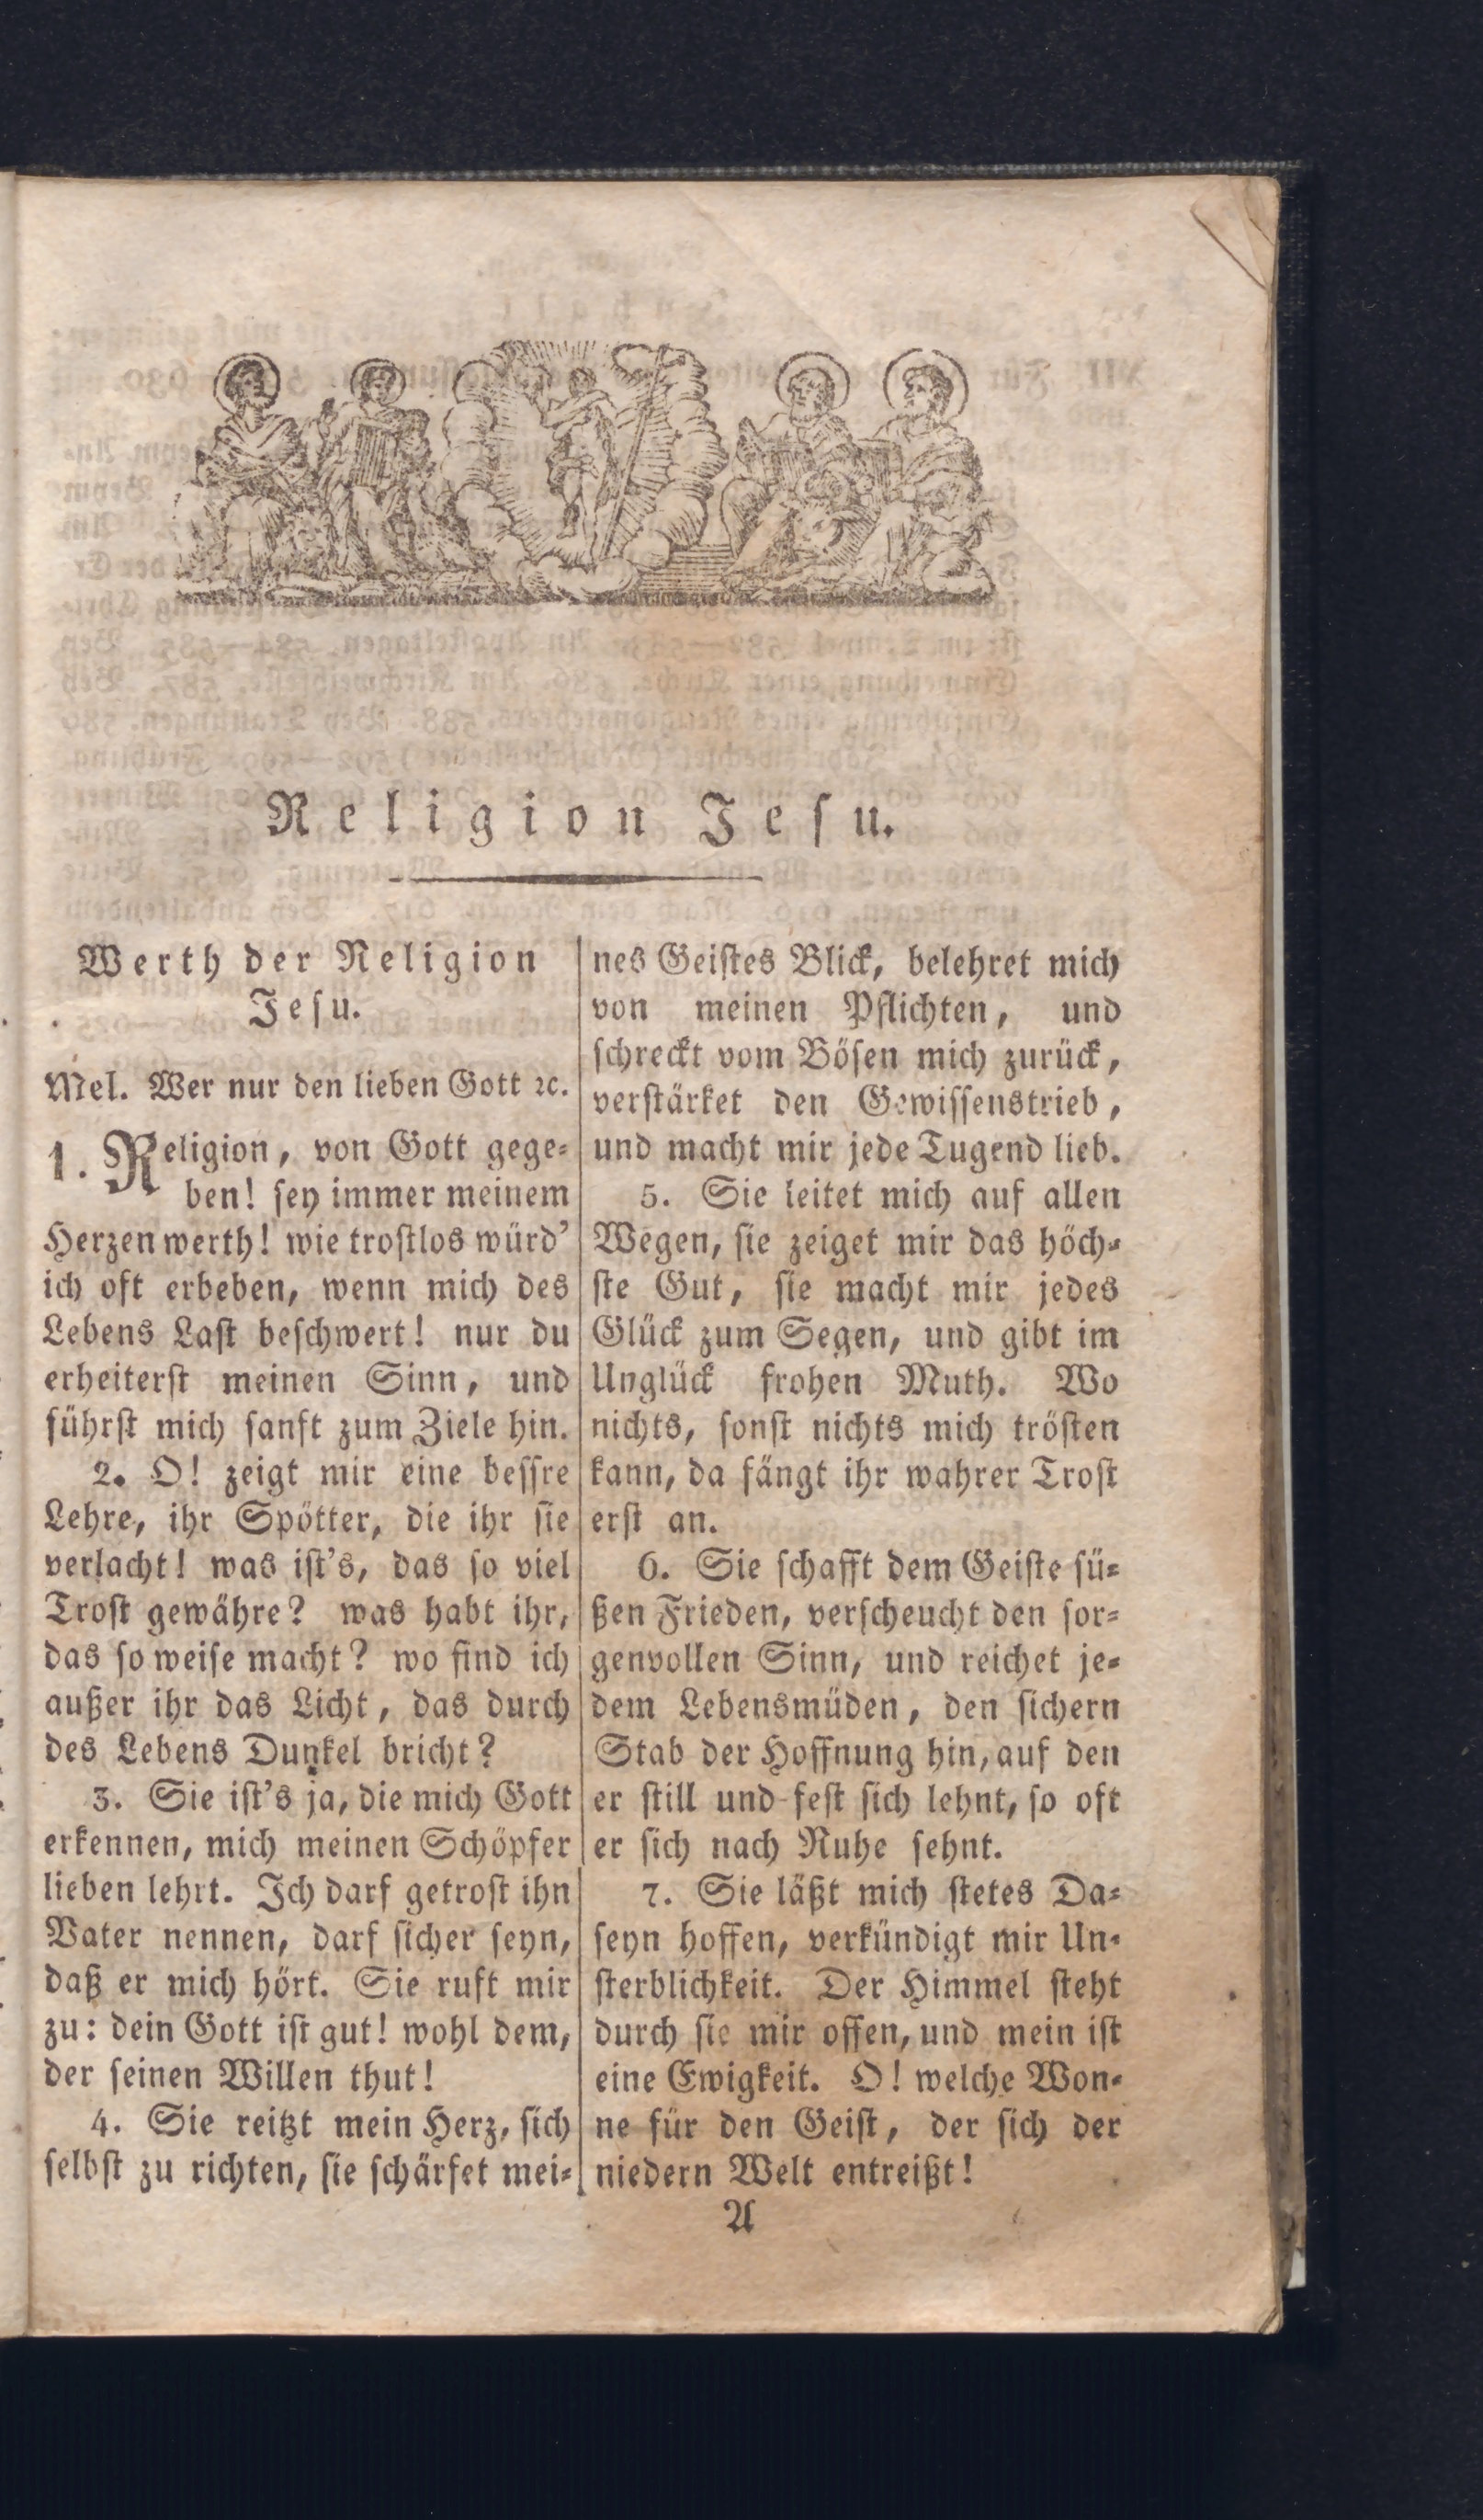 Religion Jesu.
Werth der Religion
Jesu.
Mel. Wer nur den lieben Gott ꝛc.
1. Religion, von Gott gege⸗
ben! sey immer meinem
Herzen werth! wie trostlos würd’
ich oft erbeben, wenn mich des
Lebens Last beschwert! nur du
erheiterst meinen Sinn, und
führst mich sanft zum Ziele hin.
2. O! zeigt mir eine bessre
Lehre, ihr Spötter, die ihr sie
verlacht! was ist’s, das so viel
Trost gewähre? was habt ihr,
das so weise macht? wo find ich
außer ihr das Licht, das durch
des Lebens Dunkel bricht?
3. Sie ist’s ja, die mich Gott
erkennen, mich meinen Schöpfer
lieben lehrt. Ich darf getrost ihn
Vater nennen, darf sicher seyn,
daß er mich hört. Sie ruft mir
zu: dein Gott ist gut! wohl dem,
der seinen Willen thut!
4. Sie reitzt mein Herz, sich
selbst zu richten, sie schärfet mei⸗
nes Geistes Blick, belehret mich
von meinen Pflichten, und
schreckt vom Bösen mich zurück,
verstärket den Gewissenstrieb,
und macht mir jede Tugend lieb.
5. Sie leitet mich auf allen
Wegen, sie zeiget mir das höch⸗
ste Gut, sie macht mir jedes
Glück zum Segen, und gibt im
Unglück frohen Muth. Wo
nichts, sonst nichts mich trösten
kann, da fängt ihr wahrer Trost
erst an.
6. Sie schafft dem Geiste sü⸗
ßen Frieden, verscheucht den sor⸗
genvollen Sinn, und reichet je⸗
dem Lebensmüden, den sichern
Stab der Hoffnung hin, auf den
er still und fest sich lehnt, so oft
er sich nach Ruhe sehnt.
7. Sie läßt mich stetes Da⸗
seyn hoffen, verkündigt mir Un⸗
sterblichkeit. Der Himmel steht
durch sie mir offen, und mein ist
eine Ewigkeit. O! welche Won⸗
ne für den Geist, der sich der
niedern Welt entreißt!
A